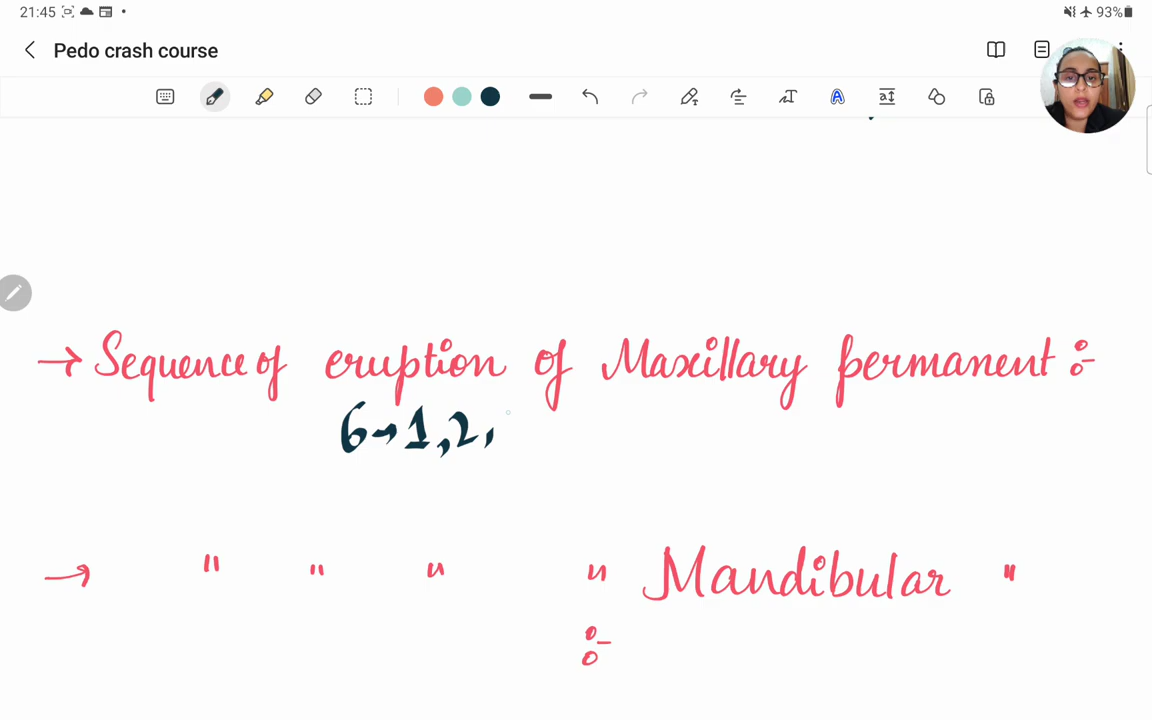 21:45 93%
Pedo crash course
→ Sequence of eruption of Maxillary permanent :-
6→1,2,
→ " " " " Mandibular "
:-